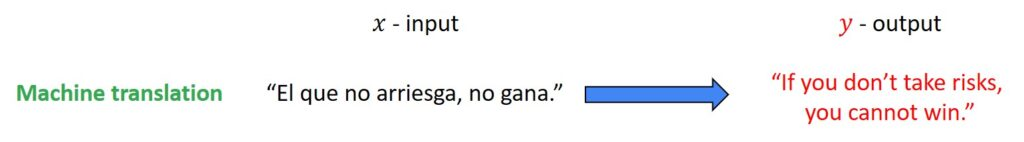 x - input
y - output
Machine translation
“El que no arriesga, no gana.”
“If you don’t take risks,
you cannot win.”